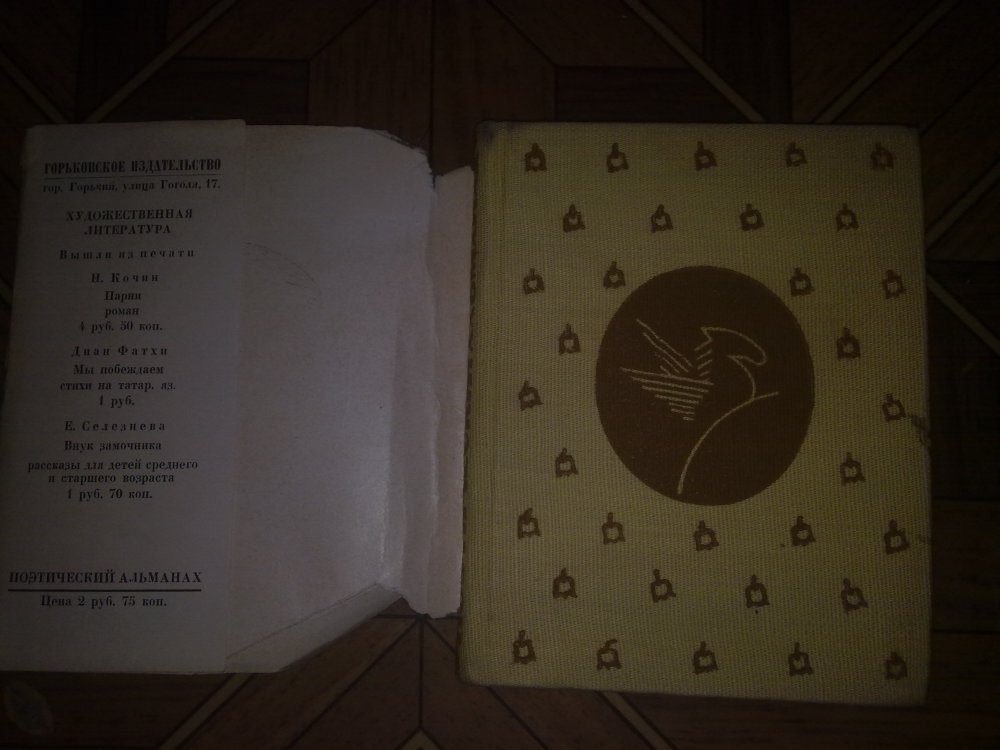 ГОРЬКОВСКОЕ ИЗДАТЕЛЬСТВО
гор. Горький, улица Гоголя, 17.
ХУДОЖЕСТВЕННАЯ
ЛИТЕРАТУРА
Вышли из печати
Н. Кочин
Парни
роман
4 руб. 50 коп.
Диан Фатхи
Мы побеждаем
стихи на татар. яз.
1 руб.
Е. Селезнева
Внук замочника
рассказы для детей среднего
и старшего возраста
1 руб. 70 коп.
ПОЭТИЧЕСКИЙ АЛЬМАНАХ
Цена 2 руб. 75 коп.